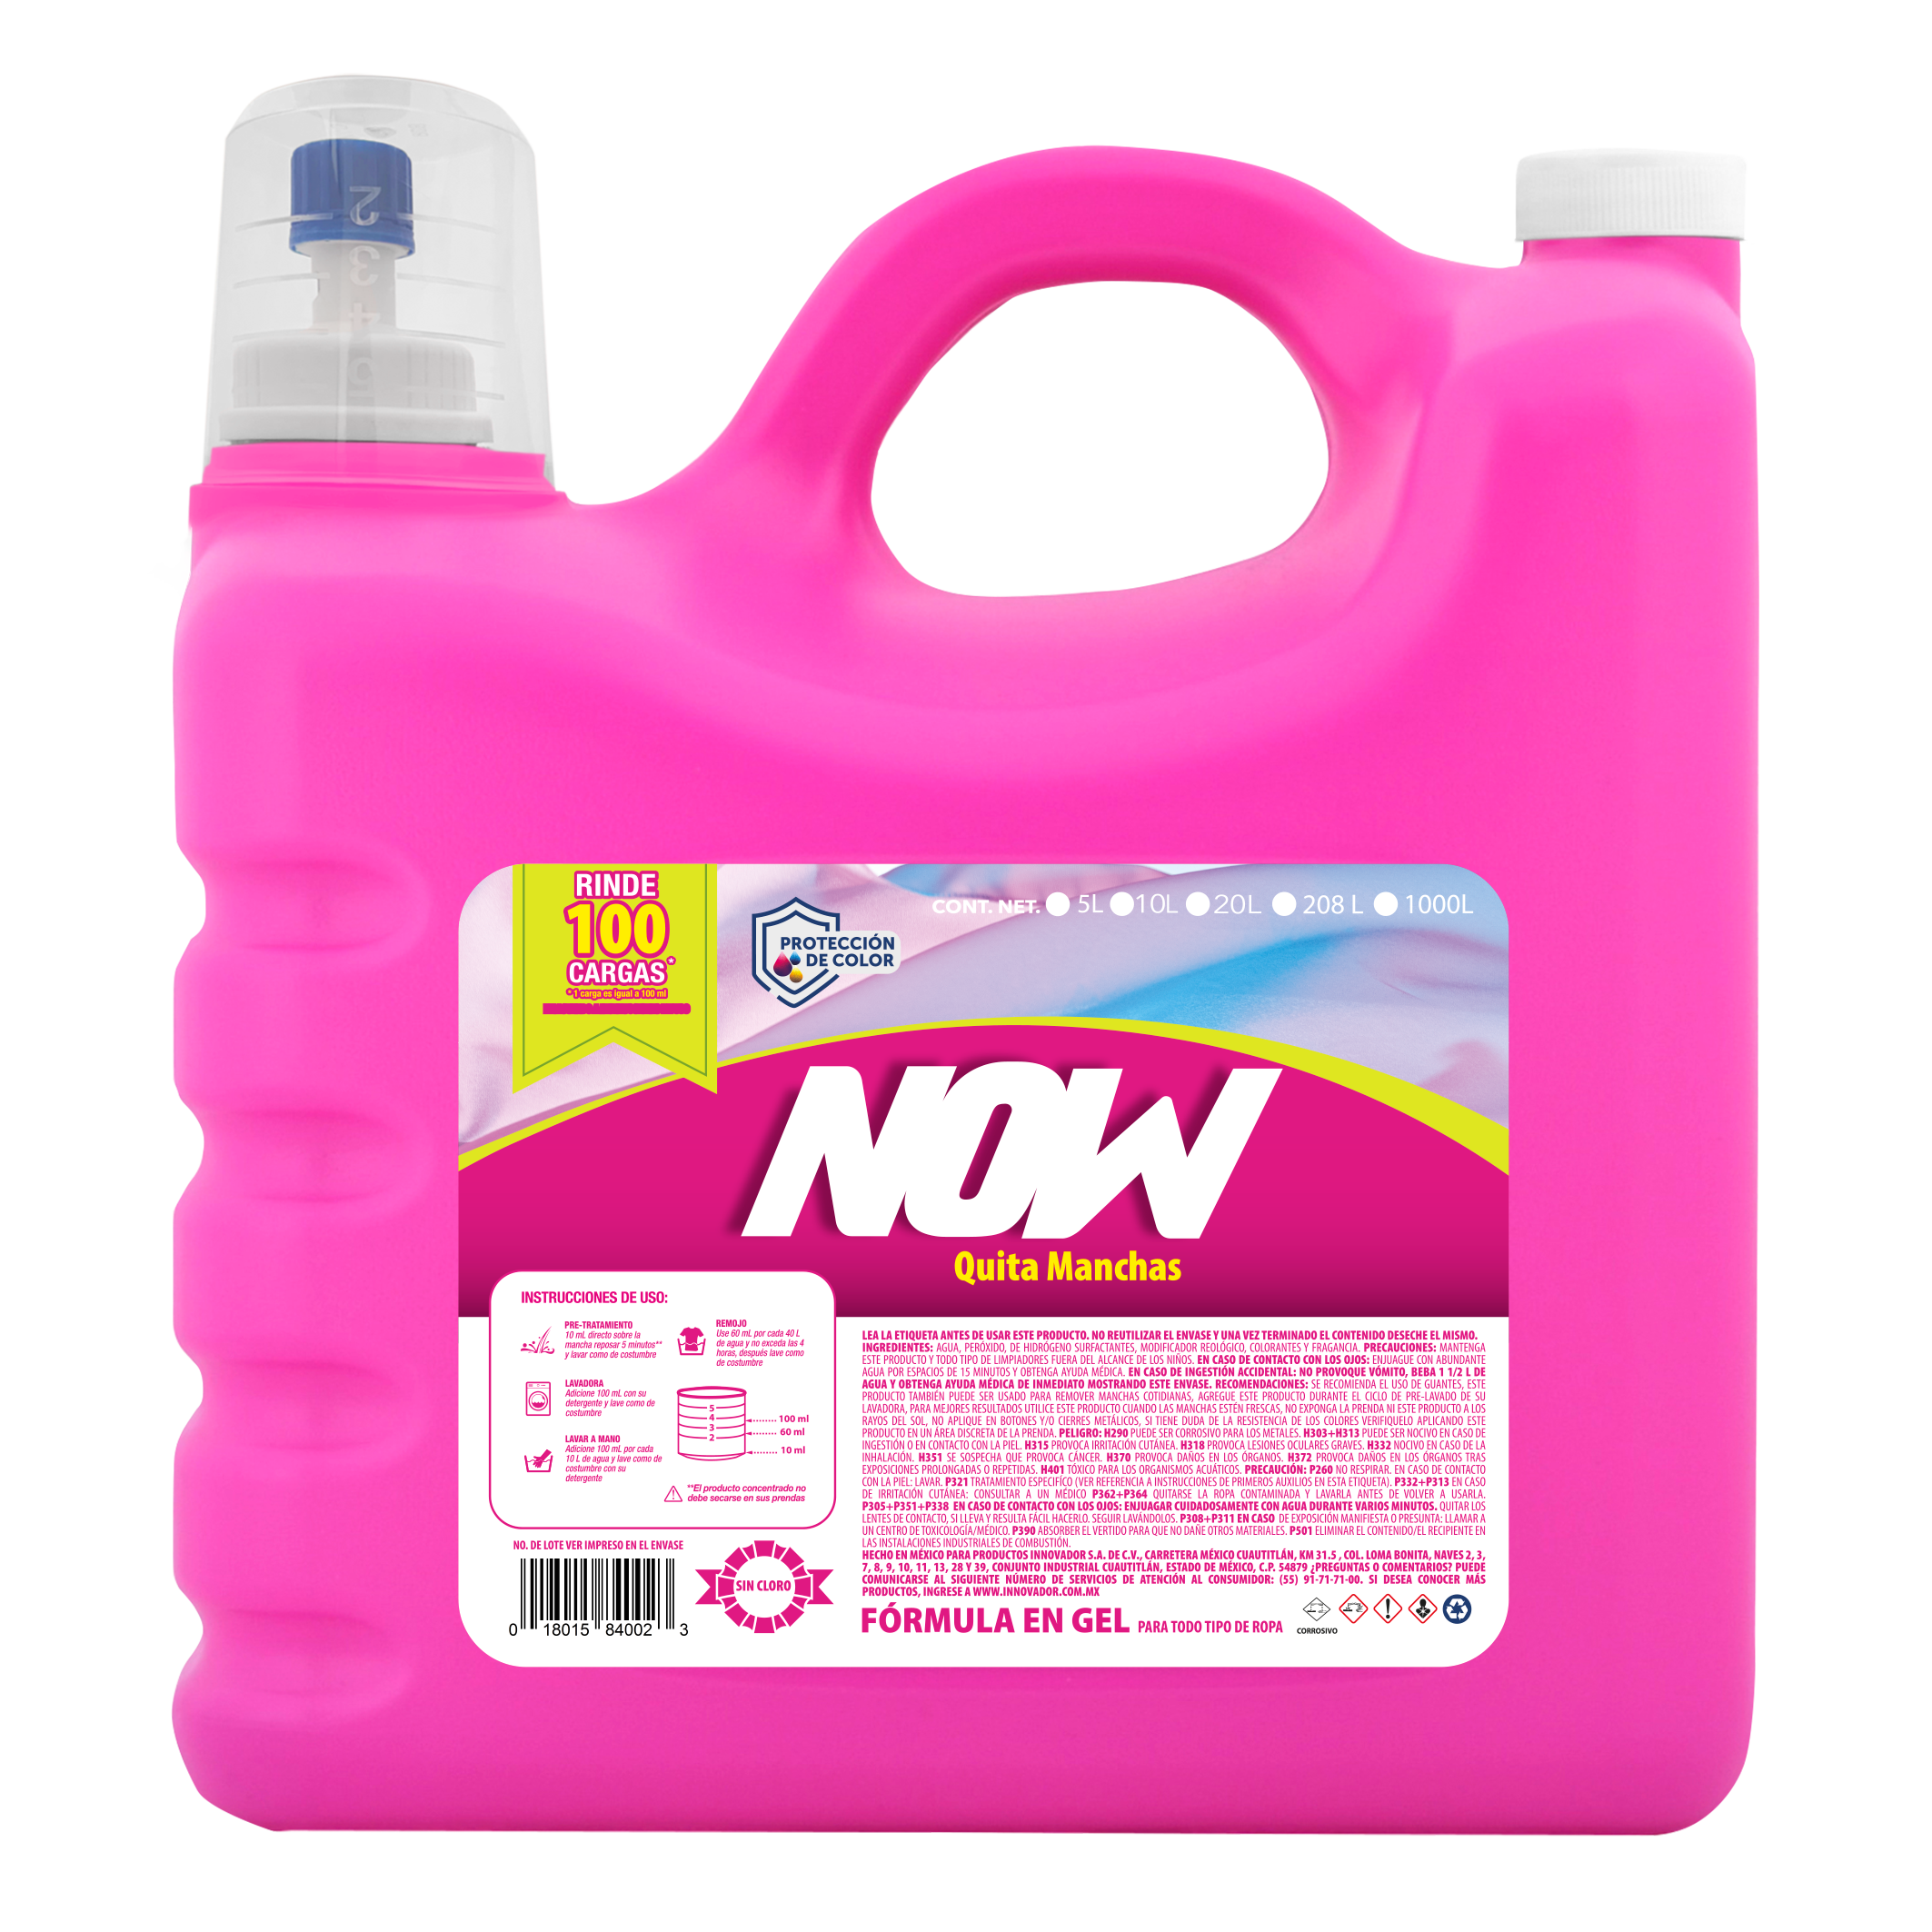 2
3
4
5
RINDE
100
CARGAS*
*1 carga es igual a 100 ml
PROTECCIÓN
DE COLOR
CONT. NET. 5L 10L 20L 208 L 1000L
NOW
Quita Manchas
INSTRUCCIONES DE USO:
PRE-TRATAMIENTO
10 mL directo sobre la
mancha reposar 5 minutos**
y lavar como de costumbre
REMOJO
Use 60 mL por cada 40 L
de agua y no exceda las 4
horas, después lave como
de costumbre
LAVADORA
Adicione 100 mL con su
detergente y lave como de
costumbre
LAVAR A MANO
Adicione 100 mL por cada
10 L de agua y lave como de
costumbre con su
detergente
5
4
3
2
100 ml
60 ml
10 ml
**El producto concentrado no
debe secarse en sus prendas
LEA LA ETIQUETA ANTES DE USAR ESTE PRODUCTO. NO REUTILIZAR EL ENVASE Y UNA VEZ TERMINADO EL CONTENIDO DESECHE EL MISMO.
INGREDIENTES: AGUA, PERÓXIDO, DE HIDRÓGENO SURFACTANTES, MODIFICADOR REOLÓGICO, COLORANTES Y FRAGANCIA. PRECAUCIONES: MANTENGA
ESTE PRODUCTO Y TODO TIPO DE LIMPIADORES FUERA DEL ALCANCE DE LOS NIÑOS. EN CASO DE CONTACTO CON LOS OJOS: ENJUAGUE CON ABUNDANTE
AGUA POR ESPACIOS DE 15 MINUTOS Y OBTENGA AYUDA MÉDICA. EN CASO DE INGESTIÓN ACCIDENTAL: NO PROVOQUE VÓMITO, BEBA 1 1/2 L DE
AGUA Y OBTENGA AYUDA MÉDICA DE INMEDIATO MOSTRANDO ESTE ENVASE. RECOMENDACIONES: SE RECOMIENDA EL USO DE GUANTES, ESTE
PRODUCTO TAMBIÉN PUEDE SER USADO PARA REMOVER MANCHAS COTIDIANAS, AGREGUE ESTE PRODUCTO DURANTE EL CICLO DE PRE-LAVADO DE SU
LAVADORA, PARA MEJORES RESULTADOS UTILICE ESTE PRODUCTO CUANDO LAS MANCHAS ESTÉN FRESCAS, NO EXPONGA LA PRENDA NI ESTE PRODUCTO A LOS
RAYOS DEL SOL, NO APLIQUE EN BOTONES Y/O CIERRES METÁLICOS, SI TIENE DUDA DE LA RESISTENCIA DE LOS COLORES VERIFIQUELO APLICANDO ESTE
PRODUCTO EN UN ÁREA DISCRETA DE LA PRENDA. PELIGRO: H290 PUEDE SER CORROSIVO PARA LOS METALES. H303+H313 PUEDE SER NOCIVO EN CASO DE
INGESTIÓN O EN CONTACTO CON LA PIEL. H315 PROVOCA IRRITACIÓN CUTÁNEA. H318 PROVOCA LESIONES OCULARES GRAVES. H332 NOCIVO EN CASO DE LA
INHALACIÓN. H351 SE SOSPECHA QUE PROVOCA CÁNCER. H370 PROVOCA DAÑOS EN LOS ÓRGANOS. H372 PROVOCA DAÑOS EN LOS ÓRGANOS TRAS
EXPOSICIONES PROLONGADAS O REPETIDAS. H401 TÓXICO PARA LOS ORGANISMOS ACUÁTICOS. PRECAUCIÓN: P260 NO RESPIRAR. EN CASO DE CONTACTO
CON LA PIEL: LAVAR. P321 TRATAMIENTO ESPECIFÍCO (VER REFERENCIA A INSTRUCCIONES DE PRIMEROS AUXILIOS EN ESTA ETIQUETA). P332+P313 EN CASO
DE IRRITACIÓN CUTÁNEA: CONSULTAR A UN MÉDICO P362+P364 QUITARSE LA ROPA CONTAMINADA Y LAVARLA ANTES DE VOLVER A USARLA.
P305+P351+P338 EN CASO DE CONTACTO CON LOS OJOS: ENJUAGAR CUIDADOSAMENTE CON AGUA DURANTE VARIOS MINUTOS. QUITAR LOS
LENTES DE CONTACTO, SI LLEVA Y RESULTA FÁCIL HACERLO. SEGUIR LAVÁNDOLOS. P308+P311 EN CASO DE EXPOSICIÓN MANIFIESTA O PRESUNTA: LLAMAR A
UN CENTRO DE TOXICOLOGÍA/MÉDICO. P390 ABSORBER EL VERTIDO PARA QUE NO DAÑE OTROS MATERIALES. P501 ELIMINAR EL CONTENIDO/EL RECIPIENTE EN
LAS INSTALACIONES INDUSTRIALES DE COMBUSTIÓN.
HECHO EN MÉXICO PARA PRODUCTOS INNOVADOR S.A. DE C.V., CARRETERA MÉXICO CUAUTITLÁN, KM 31.5 , COL. LOMA BONITA, NAVES 2, 3,
7, 8, 9, 10, 11, 13, 28 Y 39, CONJUNTO INDUSTRIAL CUAUTITLÁN, ESTADO DE MÉXICO, C.P. 54879 ¿PREGUNTAS O COMENTARIOS? PUEDE
COMUNICARSE AL SIGUIENTE NÚMERO DE SERVICIOS DE ATENCIÓN AL CONSUMIDOR: (55) 91-71-71-00. SI DESEA CONOCER MÁS
PRODUCTOS, INGRESE A WWW.INNOVADOR.COM.MX
NO. DE LOTE VER IMPRESO EN EL ENVASE
0 18015 84002 3
SIN CLORO
FÓRMULA EN GEL PARA TODO TIPO DE ROPA
CORROSIVO